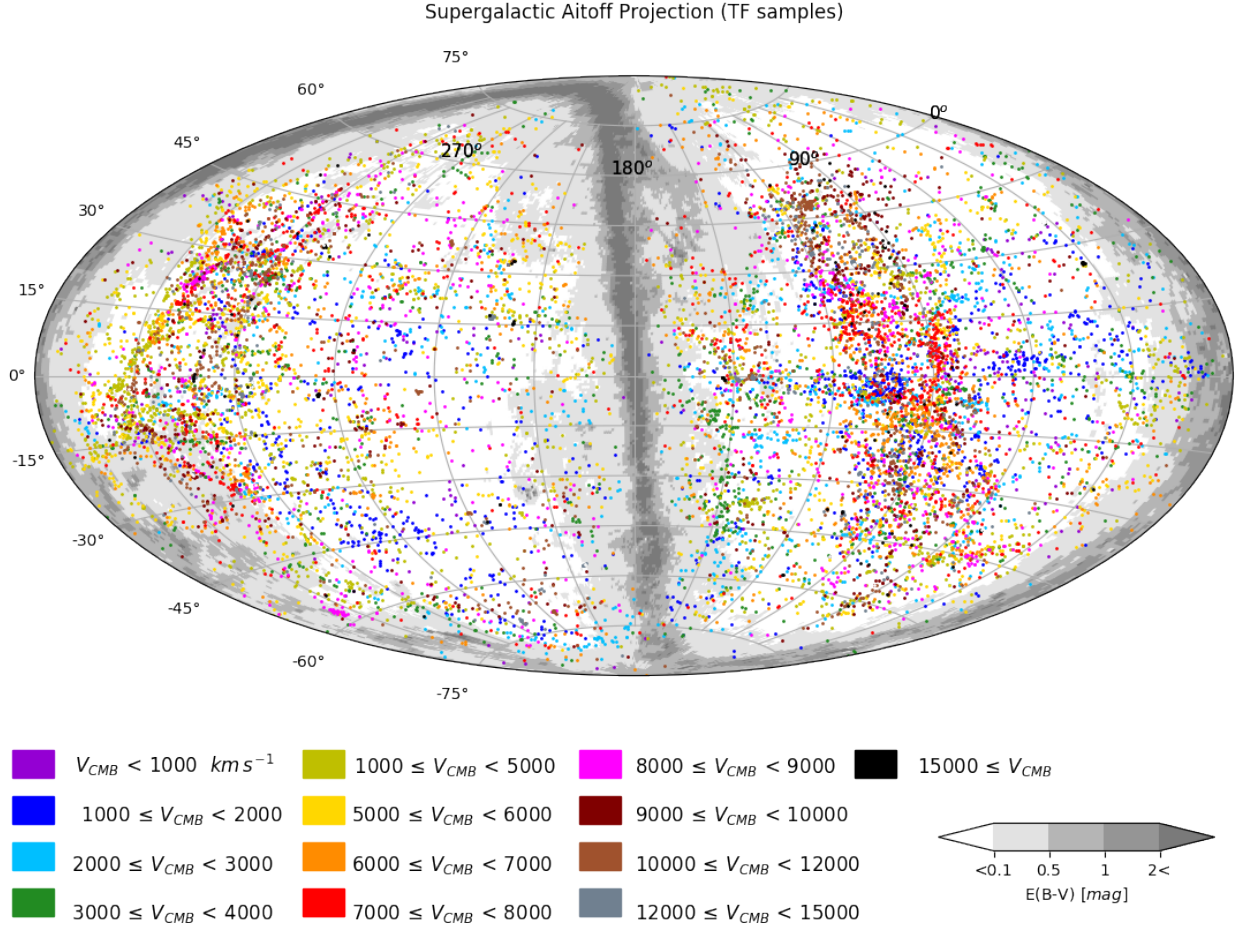 Supergalactic Aitoff Projection (TF samples)
75°
60°
45°
30°
15°
0°
-15°
-30°
-45°
-60°
-75°
270°
180°
90°
0°
V_CMB < 1000 km s⁻¹
1000 ≤ V_CMB < 2000
2000 ≤ V_CMB < 3000
3000 ≤ V_CMB < 4000
1000 ≤ V_CMB < 5000
5000 ≤ V_CMB < 6000
6000 ≤ V_CMB < 7000
7000 ≤ V_CMB < 8000
8000 ≤ V_CMB < 9000
9000 ≤ V_CMB < 10000
10000 ≤ V_CMB < 12000
12000 ≤ V_CMB < 15000
15000 ≤ V_CMB
<0.1 0.5 1 2<
E(B-V) [mag]